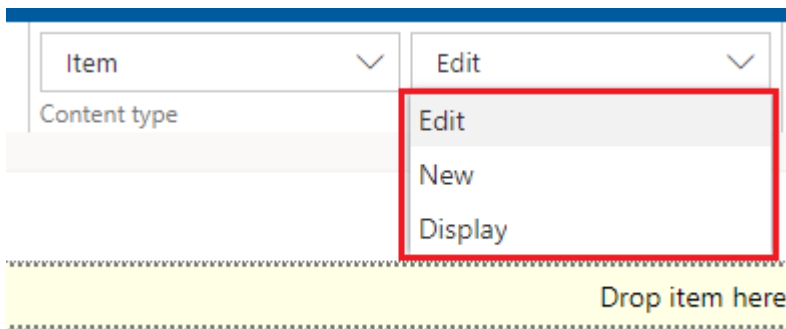 Item
Edit
Content type
Edit
New
Display
Drop item here